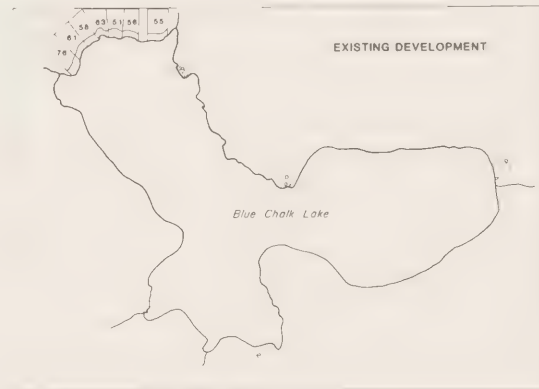 63 51 56 55
58
61
76
EXISTING DEVELOPMENT
Blue Chalk Lake